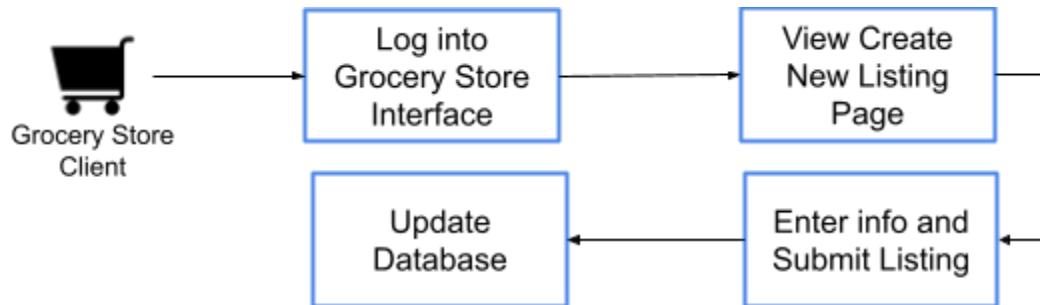 Grocery Store
Client
Log into
Grocery Store
Interface
View Create
New Listing
Page
Enter info and
Submit Listing
Update
Database